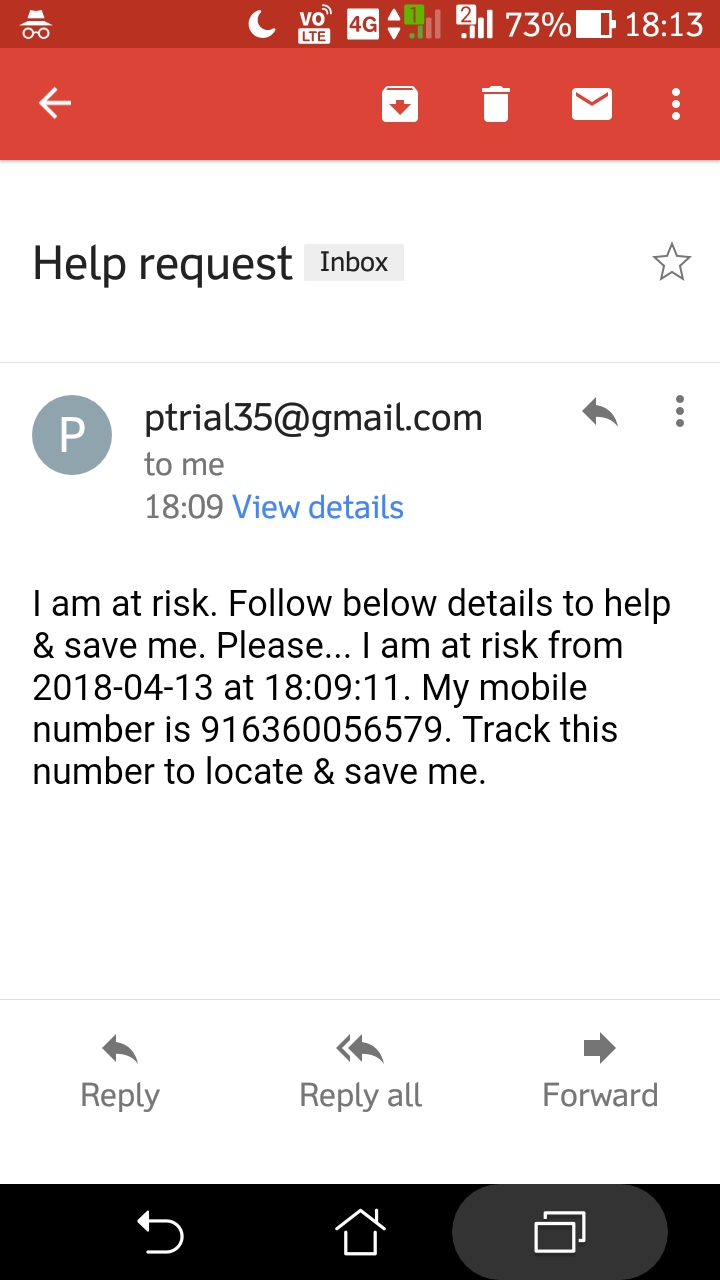 VO LTE 4G 1 2 73% 18:13
Help request Inbox
P ptrial35@gmail.com
to me
18:09 View details
I am at risk. Follow below details to help
& save me. Please... I am at risk from
2018-04-13 at 18:09:11. My mobile
number is 916360056579. Track this
number to locate & save me.
Reply Reply all Forward